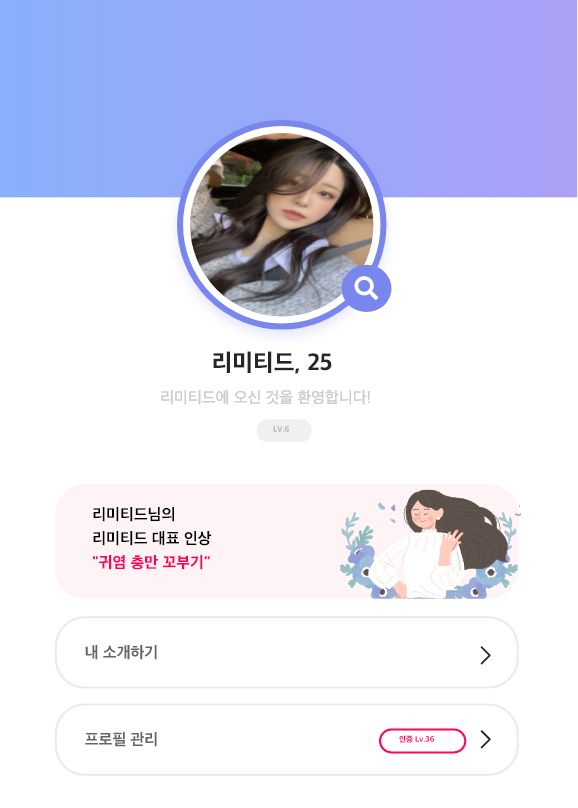 리미티드, 25
리미티드에 오신 것을 환영합니다!
LV.6
리미티드님의
리미티드 대표 인상
"귀염 충만 꼬부기"
내 소개하기
프로필 관리
인증 Lv.36